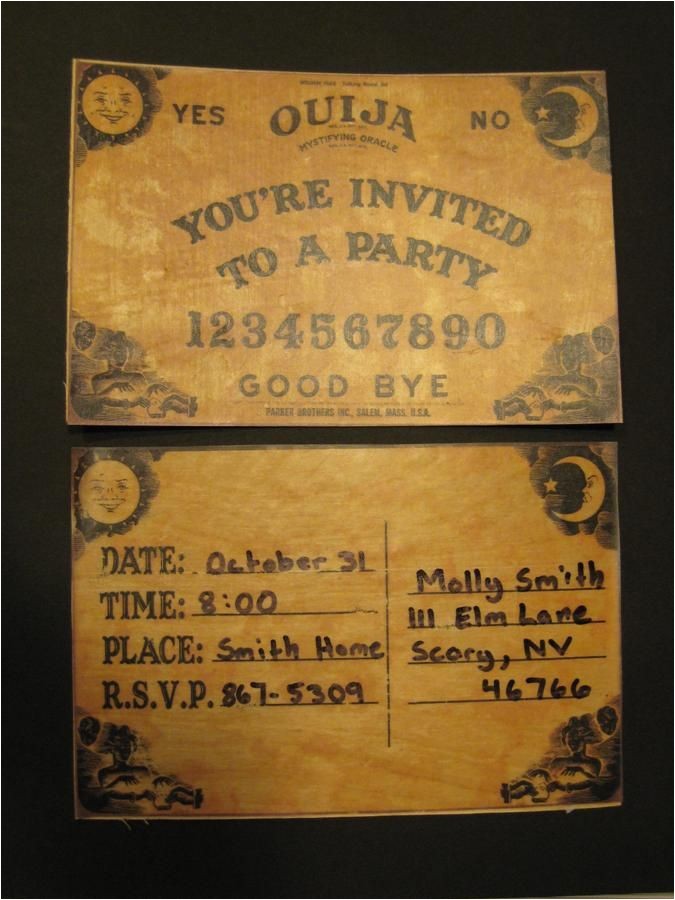 YES OUIJA NO
MYSTIFYING ORACLE
YOU'RE INVITED
TO A PARTY
1234567890
GOOD BYE
PARKER BROTHERS INC., SALEM, MASS. U.S.A.
DATE: October 31
TIME: 8:00
PLACE: Smith Home
R.S.V.P. 867-5309
Molly Smith
111 Elm Lane
Scary, NV
46766